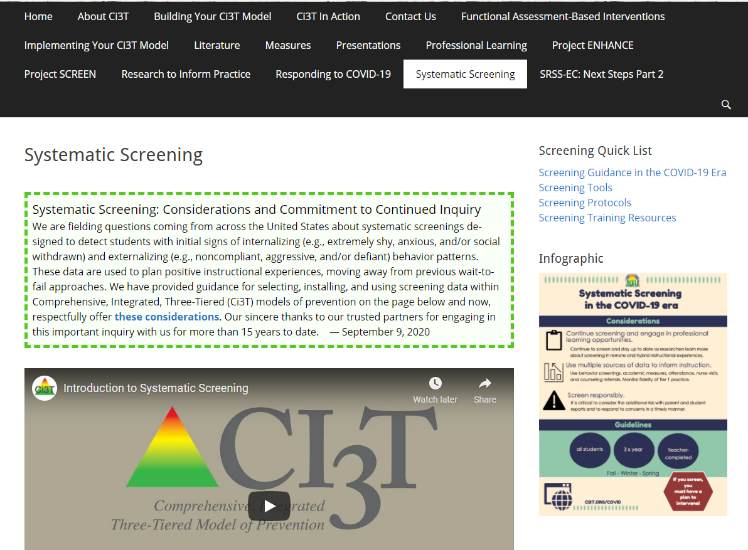 Home About Ci3T Building Your Ci3T Model Ci3T In Action Contact Us Functional Assessment-Based Interventions
Implementing Your Ci3T Model Literature Measures Presentations Professional Learning Project ENHANCE
Project SCREEN Research to Inform Practice Responding to COVID-19 Systematic Screening SRSS-EC: Next Steps Part 2
Systematic Screening
Systematic Screening: Considerations and Commitment to Continued Inquiry
We are fielding questions coming from across the United States about systematic screenings de-
signed to detect students with initial signs of internalizing (e.g., extremely shy, anxious, and/or social
withdrawn) and externalizing (e.g., noncompliant, aggressive, and/or defiant) behavior patterns.
These data are used to plan positive instructional experiences, moving away from previous wait-to-
fail approaches. We have provided guidance for selecting, installing, and using screening data within
Comprehensive, Integrated, Three-Tiered (Ci3T) models of prevention on the page below and now,
respectfully offer these considerations. Our sincere thanks to our trusted partners for engaging in
this important inquiry with us for more than 15 years to date. — September 9, 2020
CI3T
Introduction to Systematic Screening
Watch later Share
CI3T
Comprehensive, Integrated
Three-Tiered Model of Prevention
Screening Quick List
Screening Guidance in the COVID-19 Era
Screening Tools
Screening Protocols
Screening Training Resources
Infographic
Systematic Screening
in the COVID-19 era
Considerations
Continue screening and engage in professional
learning opportunities.
Continue to screen and stay up to date as researchers learn more
about screening in remote and hybrid instructional experiences.
Use multiple sources of data to inform instruction.
Use behavior screenings, academic measures, attendance, nurse visits,
and counseling referrals. Monitor fidelity of Tier 1 practice.
Screen responsibly.
It is critical to consider the additional risk with parent and student
reports and to respond to concerns in a timely manner.
Guidelines
all students
3 x year
Teacher-
completed
Fall - Winter - Spring
If you screen,
you
must have a
plan to
intervene!
CI3T.ORG/COVID